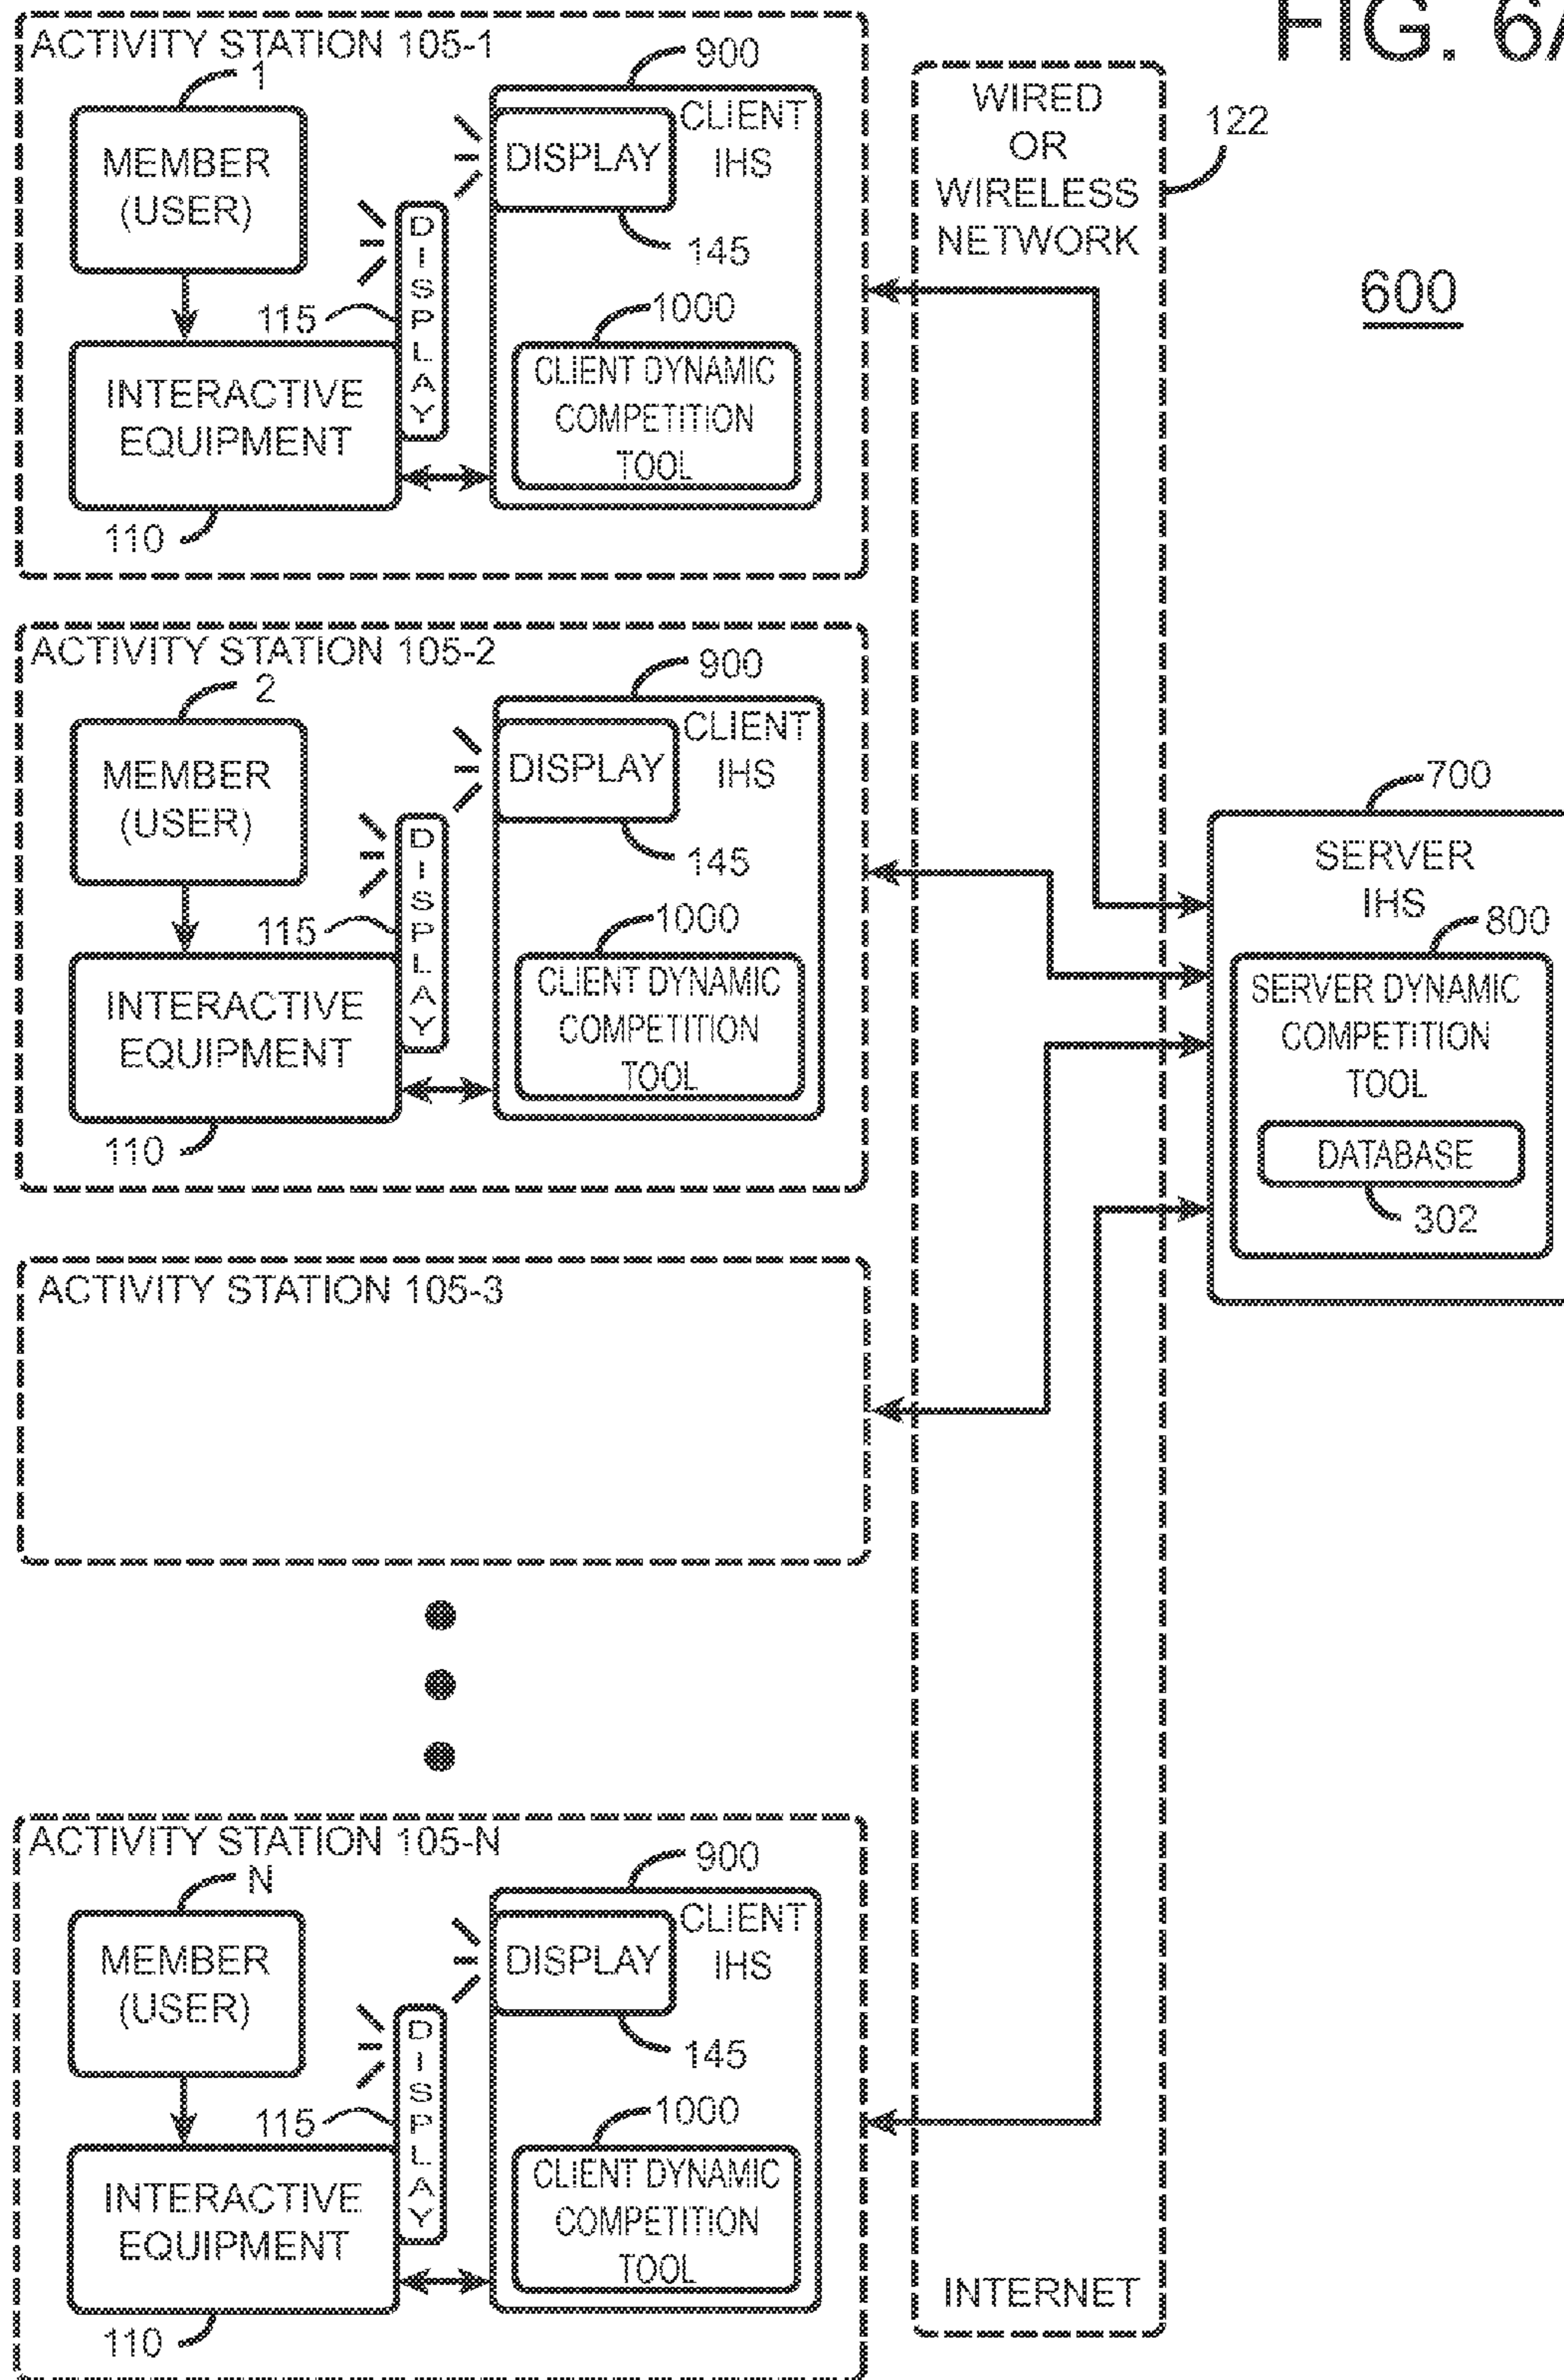 FIG. 6A
600
ACTIVITY STATION 105-1
1
MEMBER
(USER)
INTERACTIVE
EQUIPMENT
110
115
DISPLAY
900
CLIENT
IHS
DISPLAY
145
1000
CLIENT DYNAMIC
COMPETITION
TOOL
ACTIVITY STATION 105-2
2
MEMBER
(USER)
INTERACTIVE
EQUIPMENT
110
115
DISPLAY
900
CLIENT
IHS
DISPLAY
145
1000
CLIENT DYNAMIC
COMPETITION
TOOL
ACTIVITY STATION 105-3
ACTIVITY STATION 105-N
N
MEMBER
(USER)
INTERACTIVE
EQUIPMENT
110
115
DISPLAY
900
CLIENT
IHS
DISPLAY
145
1000
CLIENT DYNAMIC
COMPETITION
TOOL
WIRED
OR
WIRELESS
NETWORK
122
INTERNET
700
SERVER
IHS
800
SERVER DYNAMIC
COMPETITION
TOOL
DATABASE
302